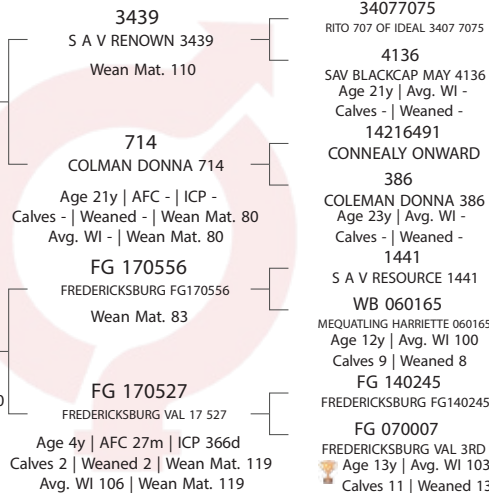 3439
S A V RENOWN 3439
Wean Mat. 110
714
COLMAN DONNA 714
Age 21y | AFC - | ICP -
Calves - | Weaned - | Wean Mat. 80
Avg. WI - | Wean Mat. 80
FG 170556
FREDERICKSBURG FG170556
Wean Mat. 83
FG 170527
FREDERICKSBURG VAL 17 527
Age 4y | AFC 27m | ICP 366d
Calves 2 | Weaned 2 | Wean Mat. 119
Avg. WI 106 | Wean Mat. 119
34077075
RITO 707 OF IDEAL 3407 7075
4136
SAV BLACKCAP MAY 4136
Age 21y | Avg. WI -
Calves - | Weaned -
14216491
CONNEALY ONWARD
386
COLEMAN DONNA 386
Age 23y | Avg. WI -
Calves - | Weaned -
1441
S A V RESOURCE 1441
WB 060165
MEQUATLING HARRIETTE 060165
Age 12y | Avg. WI 100
Calves 9 | Weaned 8
FG 140245
FREDERICKSBURG FG140245
FG 070007
FREDERICKSBURG VAL 3RD
Age 13y | Avg. WI 103
Calves 11 | Weaned 13